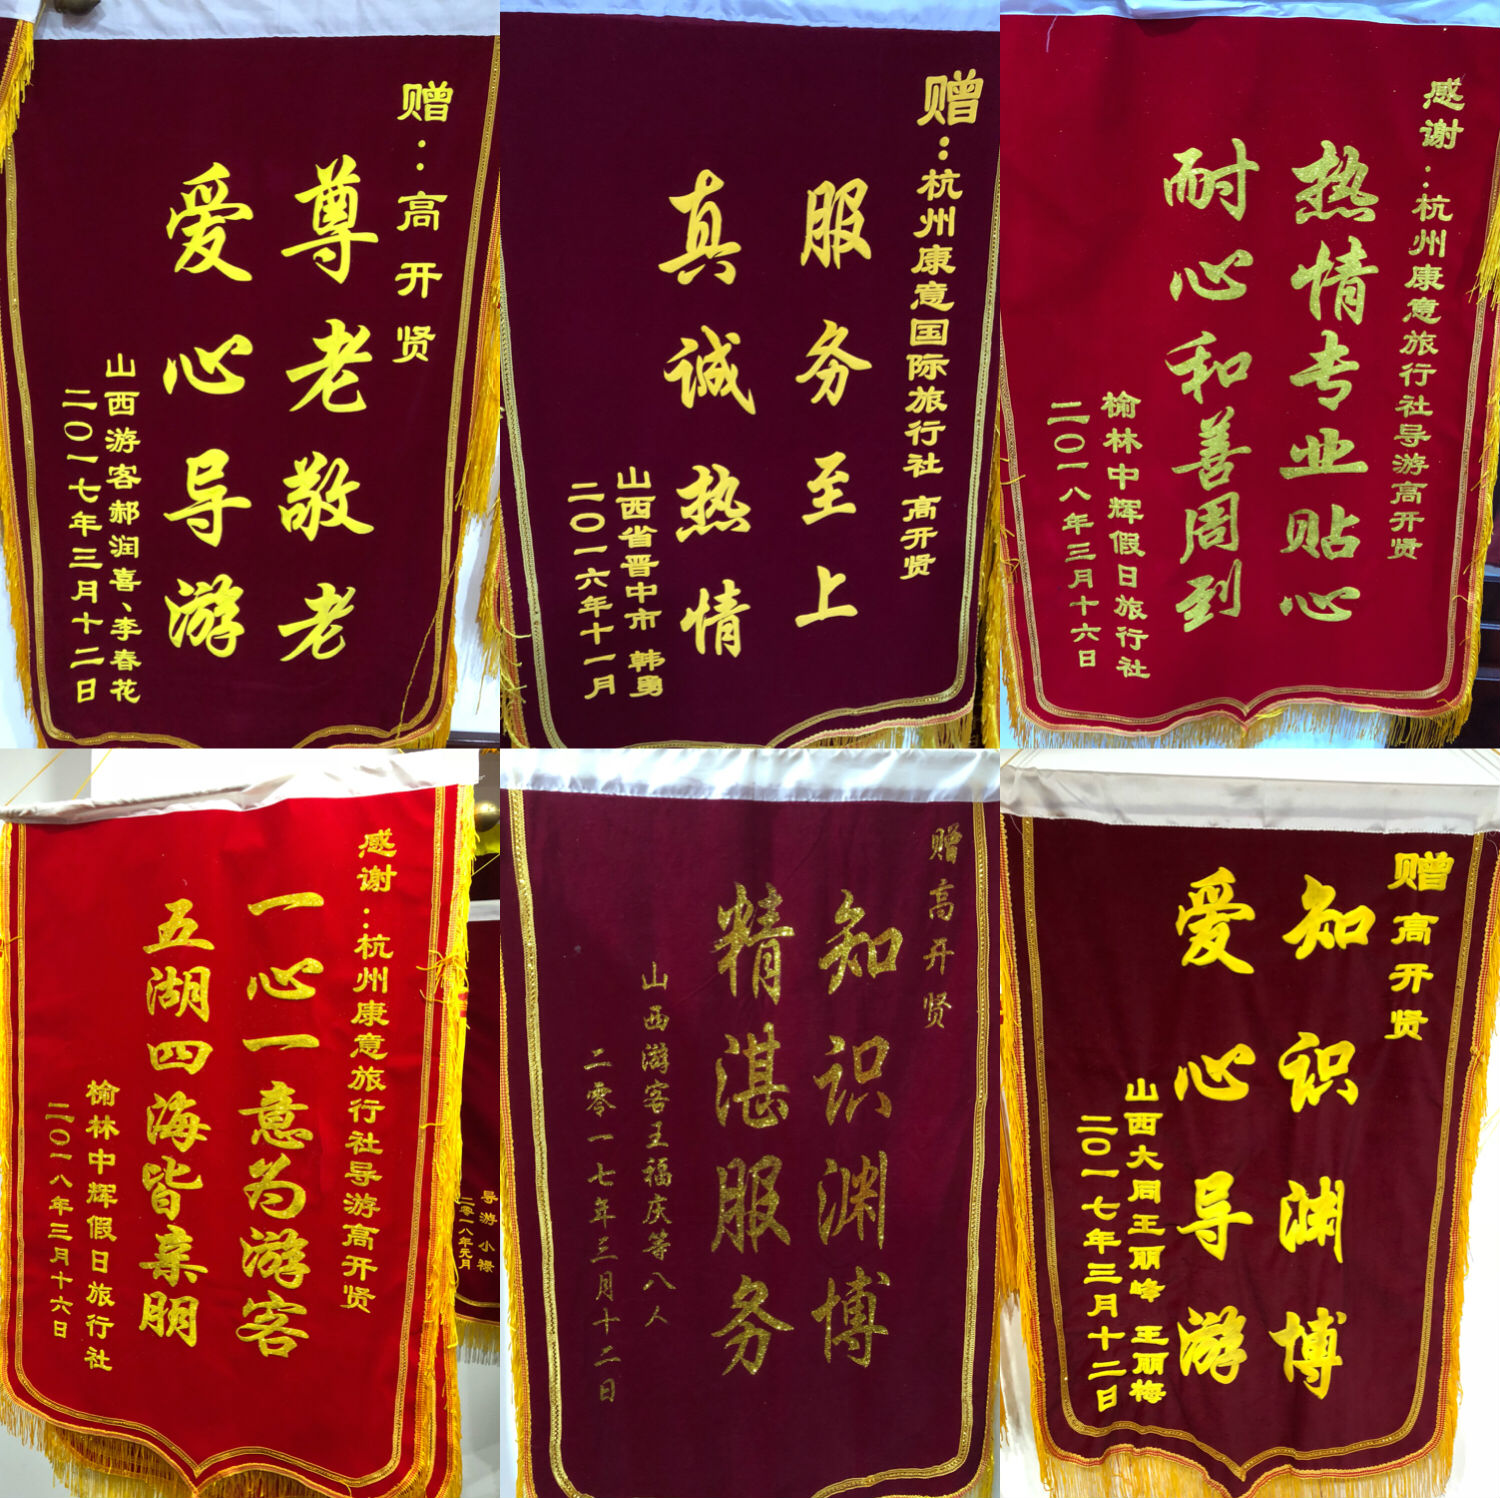 赠：高开贤
尊老敬老
爱心导游
山西游客郝润喜、李春花
二〇一七年三月十二日
赠：杭州康意国际旅行社 高开贤
服务至上
真诚热情
山西省晋中市 韩勇
二〇一六年十一月
感谢：杭州康意旅行社导游高开贤
热情专业贴心
耐心和善周到
榆林中辉假日旅行社
二〇一八年三月十六日
感谢：杭州康意旅行社导游高开贤
一心一意为游客
五湖四海皆亲朋
榆林中辉假日旅行社
二〇一八年三月十六日
导游 小禄
二零一八年元月
赠高开贤
知识渊博
精湛服务
山西游客王福庆等八人
二零一七年三月十二日
赠高开贤
知识渊博
爱心导游
山西大同王丽峰 王丽梅
二〇一七年三月十二日